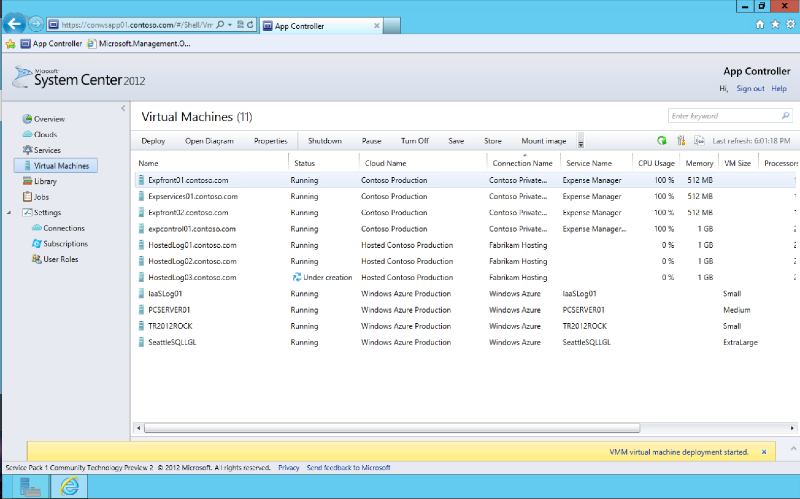 https://conwsapp01.contoso.com/#/Shell/Vir
App Controller
App Controller Microsoft.Management.O...
Microsoft
System Center 2012
App Controller
Hi, Sign out Help
Overview
Clouds
Services
Virtual Machines
Library
Jobs
Settings
Connections
Subscriptions
User Roles
Virtual Machines (11)
Enter keyword
Deploy Open Diagram Properties Shutdown Pause Turn Off Save Store Mount image Last refresh: 6:01:18 PM
Name Status Cloud Name Connection Name Service Name CPU Usage Memory VM Size Processors
Expfront01.contoso.com Running Contoso Production Contoso Private... Expense Manager 100 % 512 MB
Expservices01.contoso.com Running Contoso Production Contoso Private... Expense Manager 100 % 512 MB
Expfront02.contoso.com Running Contoso Production Contoso Private... Expense Manager 100 % 512 MB
expcontrol01.contoso.com Running Contoso Production Contoso Private... Expense Manager... 100 % 1 GB
HostedLog01.contoso.com Running Hosted Contoso Production Fabrikam Hosting 0 % 1 GB
HostedLog02.contoso.com Running Hosted Contoso Production Fabrikam Hosting 0 % 1 GB
HostedLog03.contoso.com Under creation Hosted Contoso Production Fabrikam Hosting 0 % 1 GB
IaaSLog01 Running Windows Azure Production Windows Azure IaaSLog01 Small
PCSERVER01 Running Windows Azure Production Windows Azure PCSERVER01 Medium
TR2012ROCK Running Windows Azure Production Windows Azure TR2012ROCK Small
SeattleSQLLGL Running Windows Azure Production Windows Azure SeattleSQLLGL ExtraLarge
VMM virtual machine deployment started.
Service Pack 1 Community Technology Preview 2 © 2012 Microsoft. All rights reserved. Privacy Send feedback to Microsoft